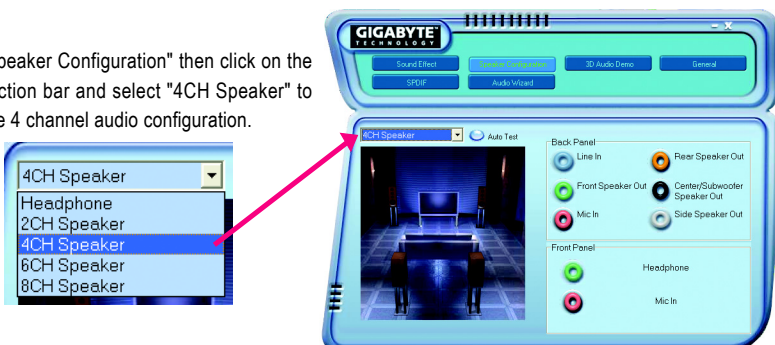 peaker Configuration" then click on the
ction bar and select "4CH Speaker" to
e 4 channel audio configuration.
4CH Speaker
Headphone
2CH Speaker
4CH Speaker
6CH Speaker
8CH Speaker
GIGABYTE™
TECHNOLOGY
Sound Effect
Speaker Configuration
3D Audio Demo
General
SPDIF
Audio Wizard
4CH Speaker
Auto Test
Back Panel
Line In
Rear Speaker Out
Front Speaker Out
Center/Subwoofer
Speaker Out
Mic In
Side Speaker Out
Front Panel
Headphone
Mic In